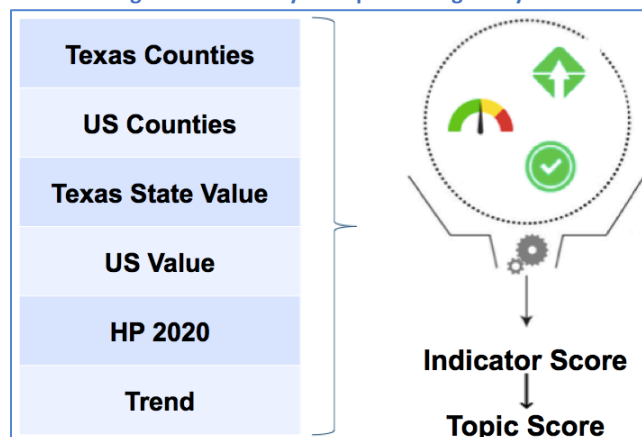 Texas Counties
US Counties
Texas State Value
US Value
HP 2020
Trend
Indicator Score
Topic Score